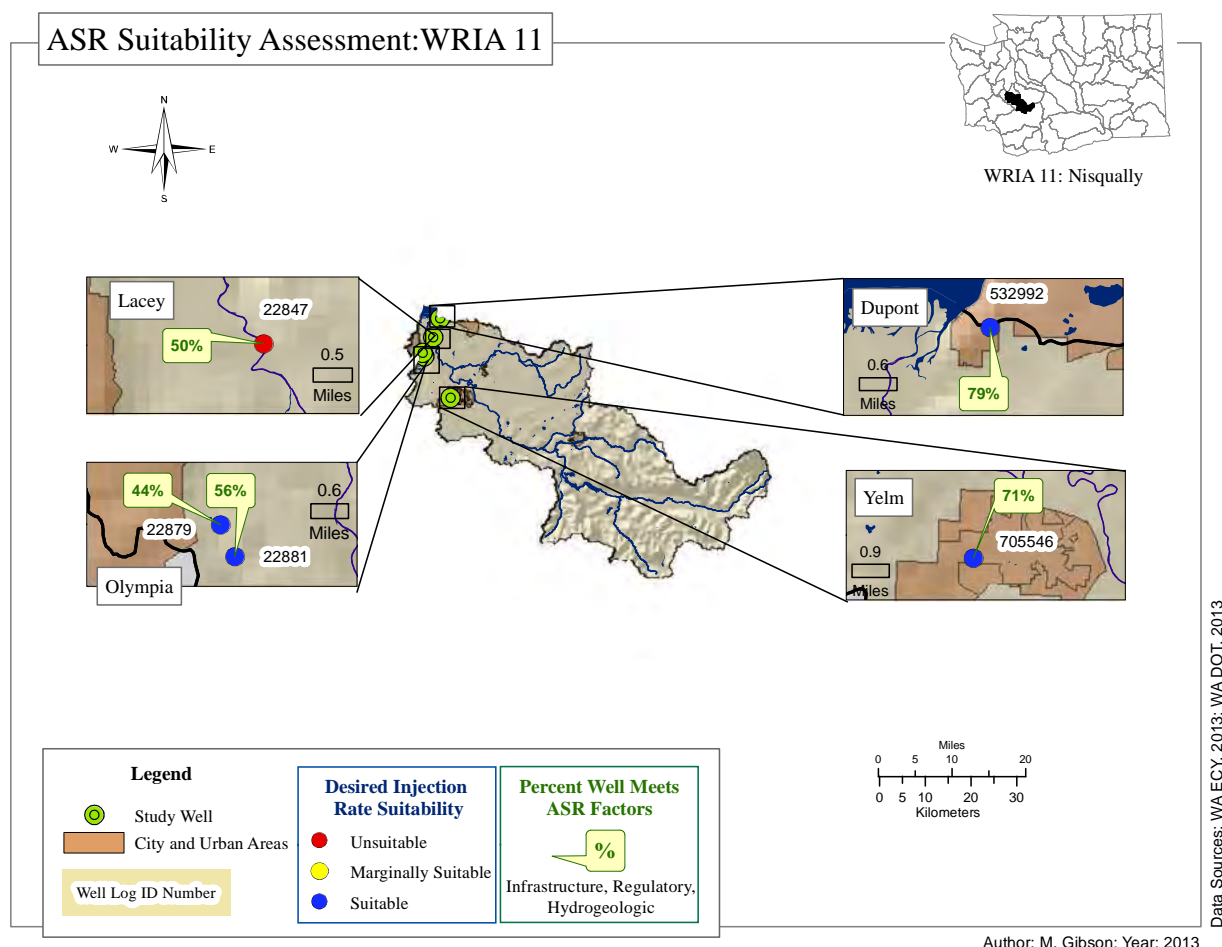 ASR Suitability Assessment:WRIA 11
N
W
E
S
WRIA 11: Nisqually
Lacey
22847
50%
0.5
Miles
Dupont
532992
0.6
Miles
79%
44%
56%
0.6
Miles
22879
22881
Olympia
Yelm
71%
705546
0.9
Miles
Legend
Study Well
City and Urban Areas
Well Log ID Number
Desired Injection
Rate Suitability
Unsuitable
Marginally Suitable
Suitable
Percent Well Meets
ASR Factors
%
Infrastructure, Regulatory,
Hydrogeologic
Miles
0 5 10 20
0 5 10 20 30
Kilometers
Data Sources: WA ECY, 2013; WA DOT, 2013
Author: M. Gibson; Year: 2013